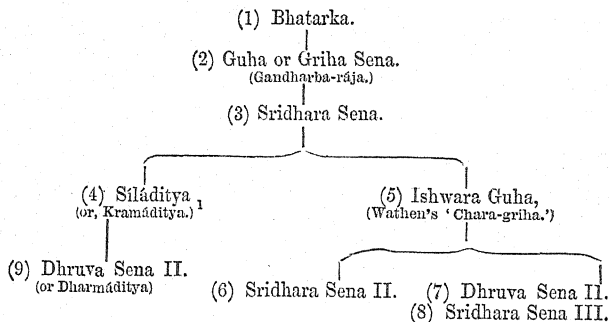 (1) Bhatarka.
(2) Guha or Griha Sena.
(Gandharba-rája.)
(3) Sridhara Sena.
(4) Síláditya 1
(or, Kramáditya.)
(5) Ishwara Guha,
(Wathen's ‘Chara-griha.’)
(9) Dhruva Sena II.
(or Dharmáditya)
(6) Sridhara Sena II.
(7) Dhruva Sena II.
(8) Sridhara Sena III.